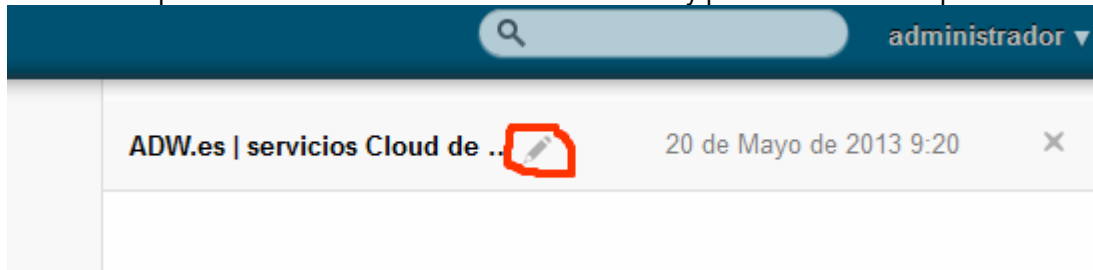 administrador ▾
ADW.es | servicios Cloud de ... 20 de Mayo de 2013 9:20 ×